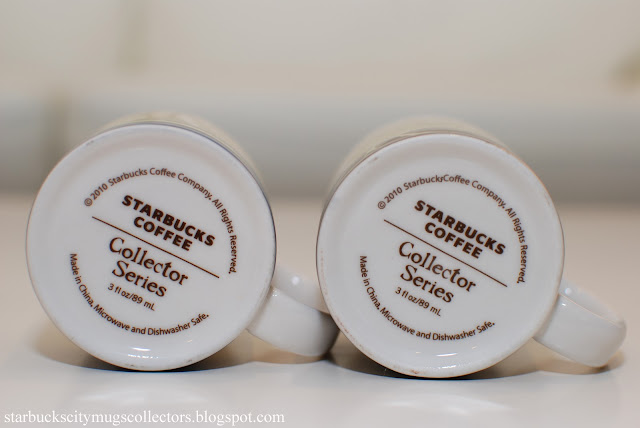 © 2010 Starbucks Coffee Company, All Rights Reserved.
STARBUCKS
COFFEE
Collector
Series
3 fl oz/89 mL
Made in China, Microwave and Dishwasher Safe.
© 2010 Starbucks Coffee Company, All Rights Reserved.
STARBUCKS
COFFEE
Collector
Series
3 fl oz/89 mL
Made in China, Microwave and Dishwasher Safe.
starbuckscitymugscollectors.blogspot.com